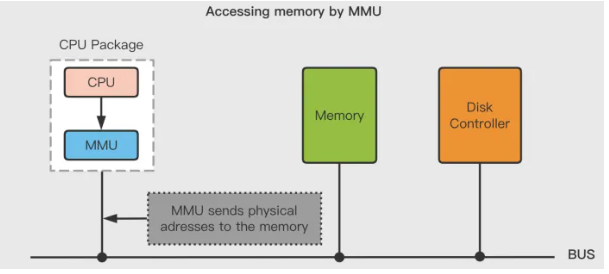 Accessing memory by MMU
CPU Package
CPU
MMU
Memory
Disk
Controller
MMU sends physical
adresses to the memory
BUS